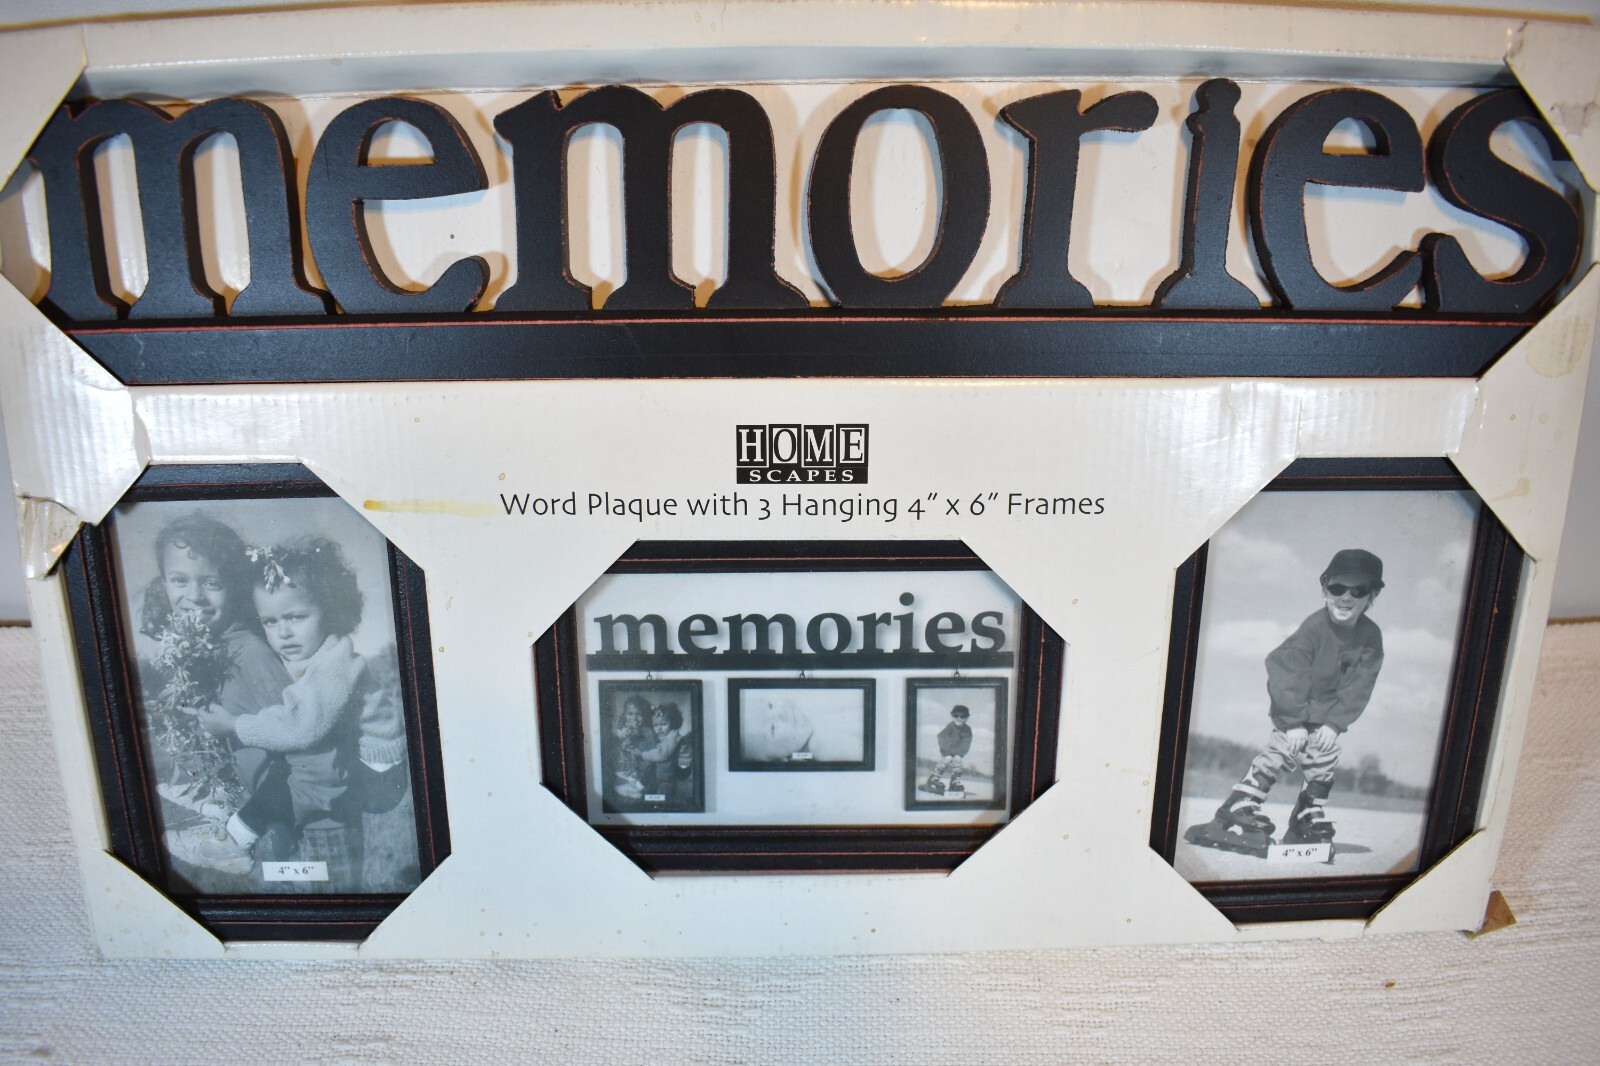 memories
HOME
SCAPES
Word Plaque with 3 Hanging 4" x 6" Frames
memories
4" x 6"
4" x 6"